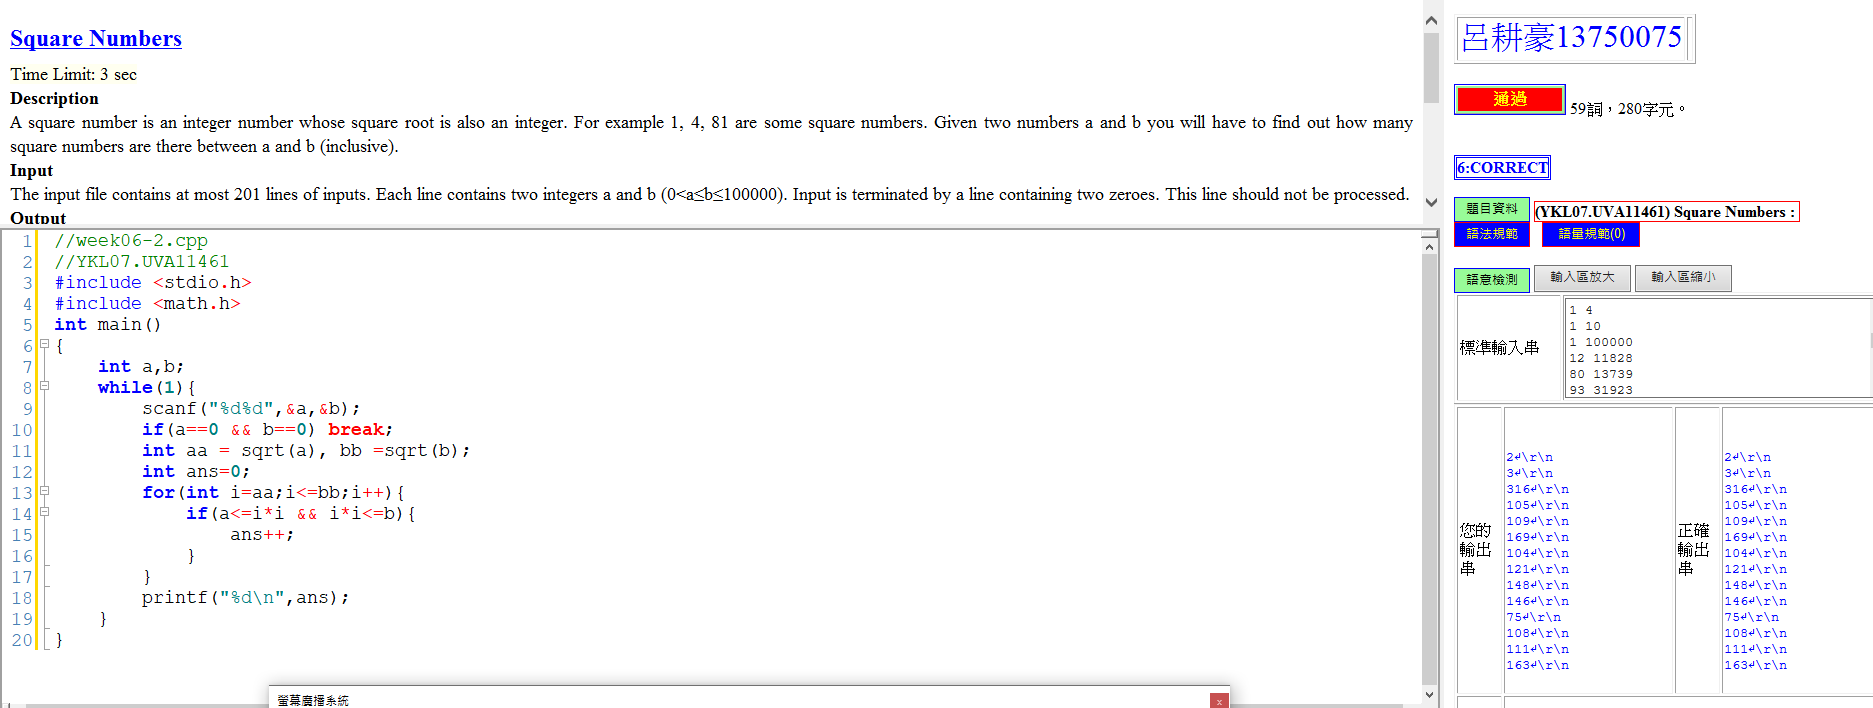 Square Numbers
Time Limit: 3 sec
Description
A square number is an integer number whose square root is also an integer. For example 1, 4, 81 are some square numbers. Given two numbers a and b you will have to find out how many
square numbers are there between a and b (inclusive).
Input
The input file contains at most 201 lines of inputs. Each line contains two integers a and b (0<a≤b≤100000). Input is terminated by a line containing two zeroes. This line should not be processed.
Output
1 //week06-2.cpp
2 //YKL07.UVA11461
3 #include <stdio.h>
4 #include <math.h>
5 int main()
6 {
7     int a,b;
8     while(1){
9         scanf("%d%d",&a,&b);
10         if(a==0 && b==0) break;
11         int aa = sqrt(a), bb =sqrt(b);
12         int ans=0;
13         for(int i=aa;i<=bb;i++){
14             if(a<=i*i && i*i<=b){
15                 ans++;
16             }
17         }
18         printf("%d\n",ans);
19     }
20 }
螢幕廣播系統
x
呂耕豪13750075
通過 59詞，280字元。
6:CORRECT
題目資料 (YKL07.UVA11461) Square Numbers :
語法規範 語量規範(0)
語意檢測 輸入區放大 輸入區縮小
標準輸入串
1 4
1 10
1 100000
12 11828
80 13739
93 31923
您的
輸出
串
2↵\r\n
3↵\r\n
316↵\r\n
105↵\r\n
109↵\r\n
169↵\r\n
104↵\r\n
121↵\r\n
148↵\r\n
146↵\r\n
75↵\r\n
108↵\r\n
111↵\r\n
163↵\r\n
正確
輸出
串
2↵\r\n
3↵\r\n
316↵\r\n
105↵\r\n
109↵\r\n
169↵\r\n
104↵\r\n
121↵\r\n
148↵\r\n
146↵\r\n
75↵\r\n
108↵\r\n
111↵\r\n
163↵\r\n